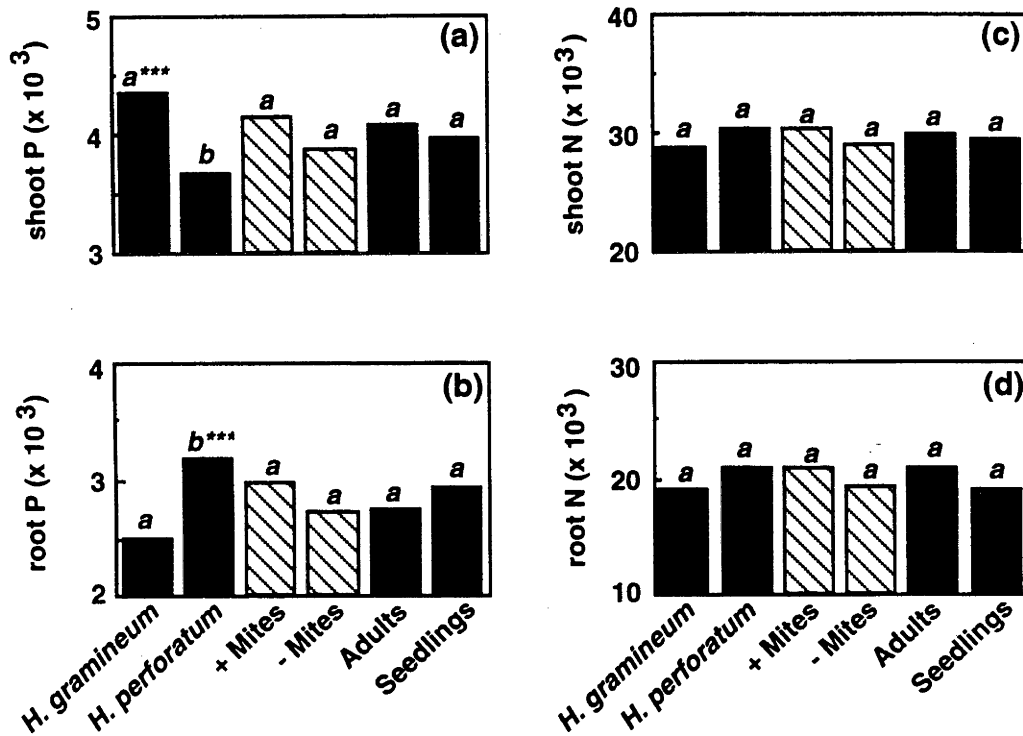 (a)
shoot P (x 10 3)
5
4
3
a***
b
a
a
a
a
(c)
shoot N (x 10 3)
40
30
20
a
a
a
a
a
a
(b)
root P (x 10 3)
4
3
2
a
b***
a
a
a
a
H. gramineum
H. perforatum
+ Mites
- Mites
Adults
Seedlings
(d)
root N (x 10 3)
30
20
10
a
a
a
a
a
a
H. gramineum
H. perforatum
+ Mites
- Mites
Adults
Seedlings